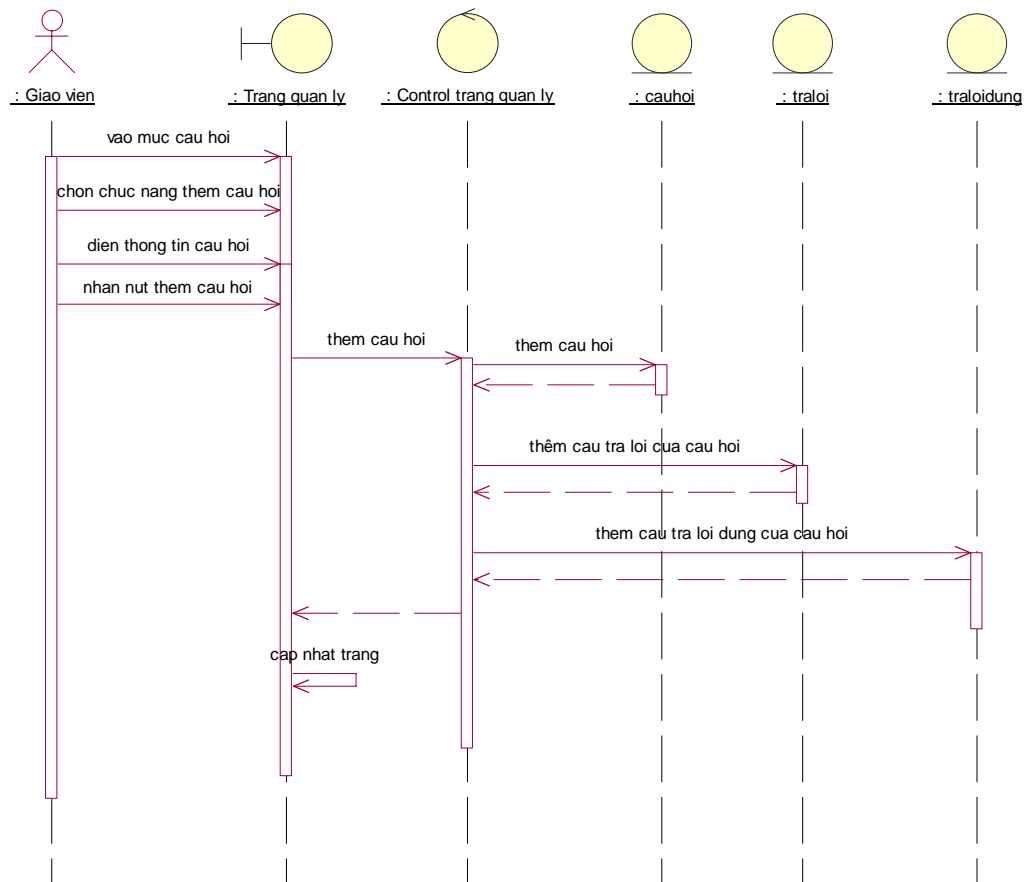 : Giao vien
: Trang quan ly
: Control trang quan ly
: cauhoi
: traloi
: traloidung
vao muc cau hoi
chon chuc nang them cau hoi
dien thong tin cau hoi
nhan nut them cau hoi
them cau hoi
them cau hoi
thêm cau tra loi cua cau hoi
them cau tra loi dung cua cau hoi
cap nhat trang